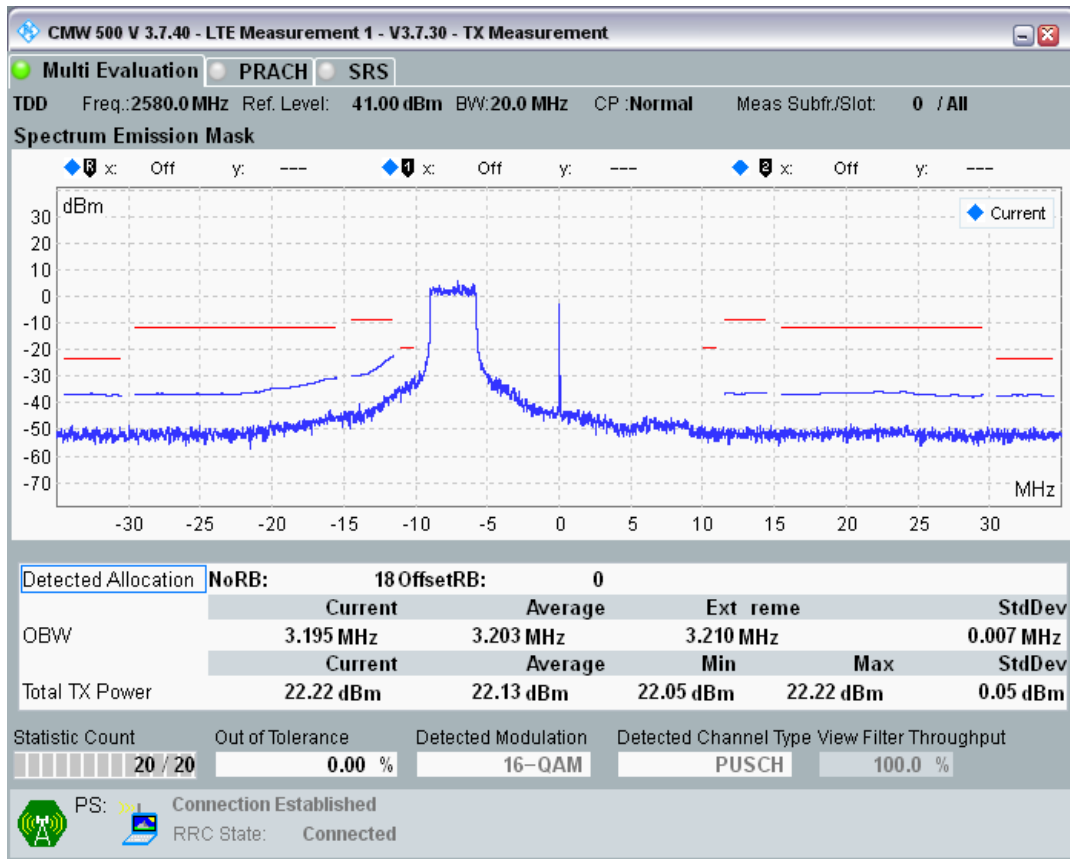 CMW 500 V 3.7.40 - LTE Measurement 1 - V3.7.30 - TX Measurement
Multi Evaluation PRACH SRS
TDD Freq.:2580.0 MHz Ref. Level: 41.00 dBm BW:20.0 MHz CP :Normal Meas Subfr./Slot: 0 / All
Spectrum Emission Mask
R x: Off y: --- 1 x: Off y: --- 2 x: Off y: ---
dBm
Current
30
20
10
0
-10
-20
-30
-40
-50
-60
-70
MHz
-30 -25 -20 -15 -10 -5 0 5 10 15 20 25 30
Detected Allocation NoRB: 18 OffsetRB: 0
Current Average Ext reme StdDev
OBW 3.195 MHz 3.203 MHz 3.210 MHz 0.007 MHz
Current Average Min Max StdDev
Total TX Power 22.22 dBm 22.13 dBm 22.05 dBm 22.22 dBm 0.05 dBm
Statistic Count Out of Tolerance Detected Modulation Detected Channel Type View Filter Throughput
20 / 20 0.00 % 16-QAM PUSCH 100.0 %
PS: Connection Established
RRC State: Connected